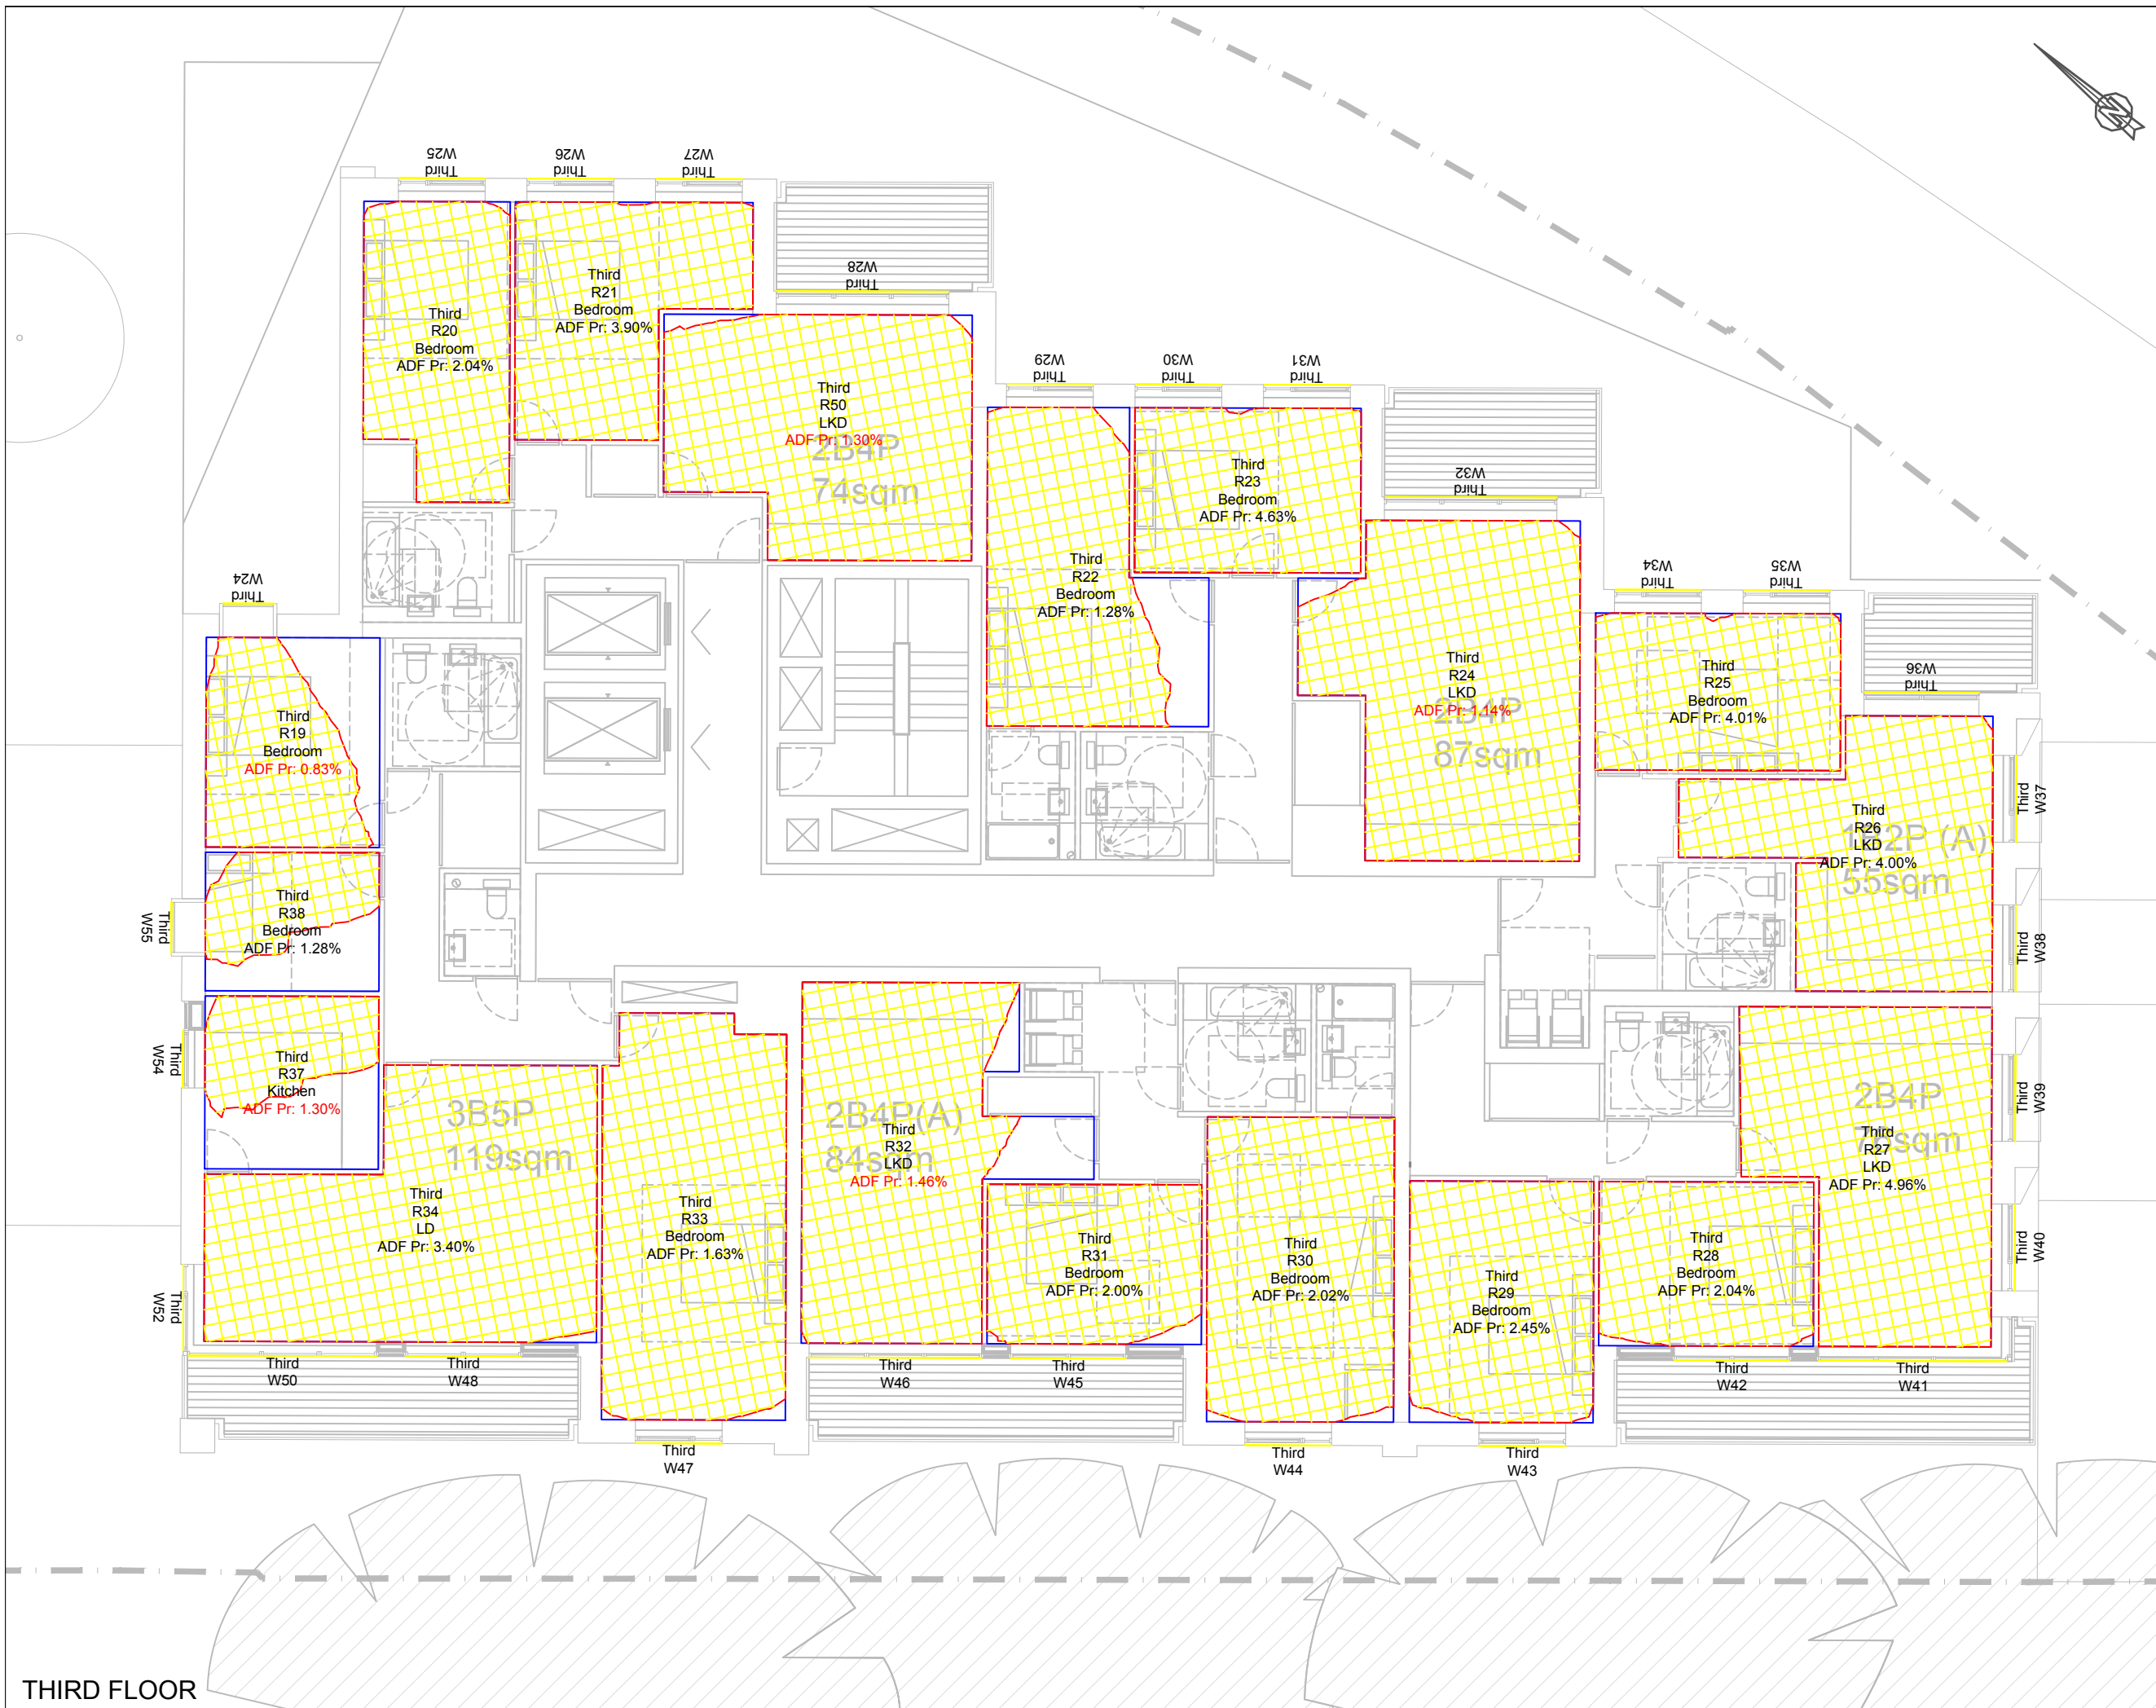 Third
W25
Third
W26
Third
W27
Third
W28
Third
R20
Bedroom
ADF Pr: 2.04%
Third
R21
Bedroom
ADF Pr: 3.90%
Third
R50
LKD
ADF Pr: 1.30%
2B4P
74sqm
Third
W29
Third
W30
Third
W31
Third
R22
Bedroom
ADF Pr: 1.28%
Third
R23
Bedroom
ADF Pr: 4.63%
Third
W32
Third
R24
LKD
ADF Pr: 1.14%
2B4P
87sqm
Third
W34
Third
W35
Third
R25
Bedroom
ADF Pr: 4.01%
Third
W36
Third
R26
LKD
ADF Pr: 4.00%
1B2P (A)
55sqm
Third
W37
Third
W38
Third
W24
Third
R19
Bedroom
ADF Pr: 0.83%
Third
W55
Third
R38
Bedroom
ADF Pr: 1.28%
Third
W54
Third
R37
Kitchen
ADF Pr: 1.30%
3B5P
119sqm
Third
R34
LD
ADF Pr: 3.40%
Third
W52
Third
W50
Third
W48
Third
R33
Bedroom
ADF Pr: 1.63%
Third
W47
2B4P(A)
84sqm
Third
R32
LKD
ADF Pr: 1.46%
Third
W46
Third
W45
Third
R31
Bedroom
ADF Pr: 2.00%
Third
R30
Bedroom
ADF Pr: 2.02%
Third
W44
Third
R29
Bedroom
ADF Pr: 2.45%
Third
W43
Third
R28
Bedroom
ADF Pr: 2.04%
Third
W42
Third
W41
2B4P
Third
R27
LKD
ADF Pr: 4.96%
Third
W39
Third
W40
N
THIRD FLOOR